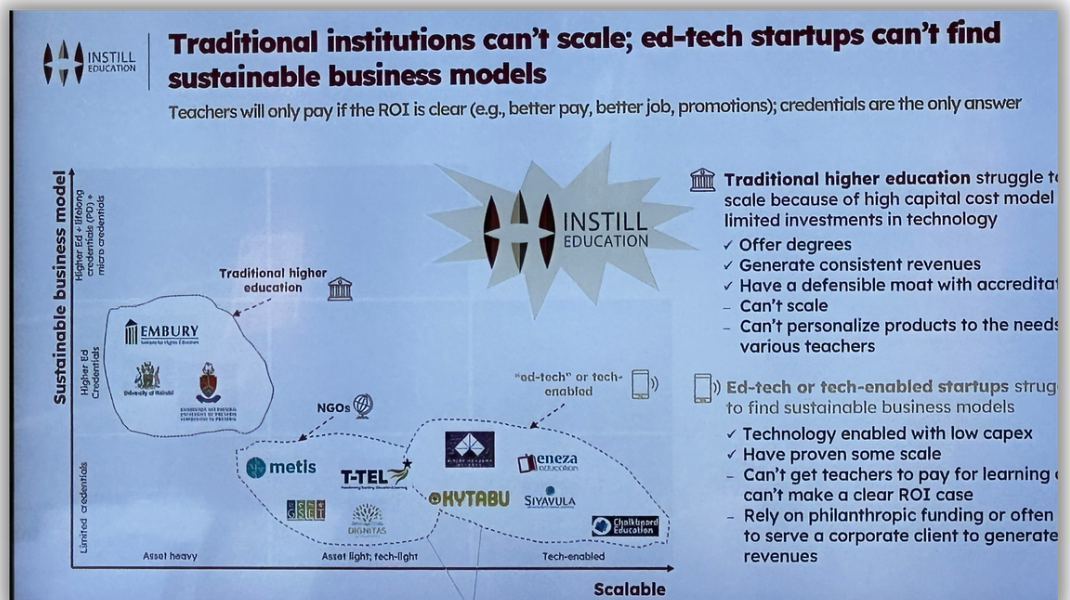 INSTILL
EDUCATION
Traditional institutions can't scale; ed-tech startups can't find
sustainable business models
Teachers will only pay if the ROI is clear (e.g., better pay, better job, promotions); credentials are the only answer
Sustainable business model
Higher Ed + lifelong
credentials (PD) +
micro credentials
Higher Ed
Credentials
Limited credentials
Traditional higher
education
EMBURY
University of Nairobi
INSTILL
EDUCATION
NGOs
"ed-tech" or tech-
enabled
metis
T-TEL
GSET
DIGNITAS
eneza
education
KYTABU
SIYAVULA
Chalkboard
Education
Asset heavy
Asset light; tech-light
Tech-enabled
Scalable
Traditional higher education struggle to
scale because of high capital cost model
limited investments in technology
✓ Offer degrees
✓ Generate consistent revenues
✓ Have a defensible moat with accreditat
– Can't scale
– Can't personalize products to the needs
various teachers
Ed-tech or tech-enabled startups strug
to find sustainable business models
✓ Technology enabled with low capex
✓ Have proven some scale
– Can't get teachers to pay for learning
can't make a clear ROI case
– Rely on philanthropic funding or often
to serve a corporate client to generate
revenues